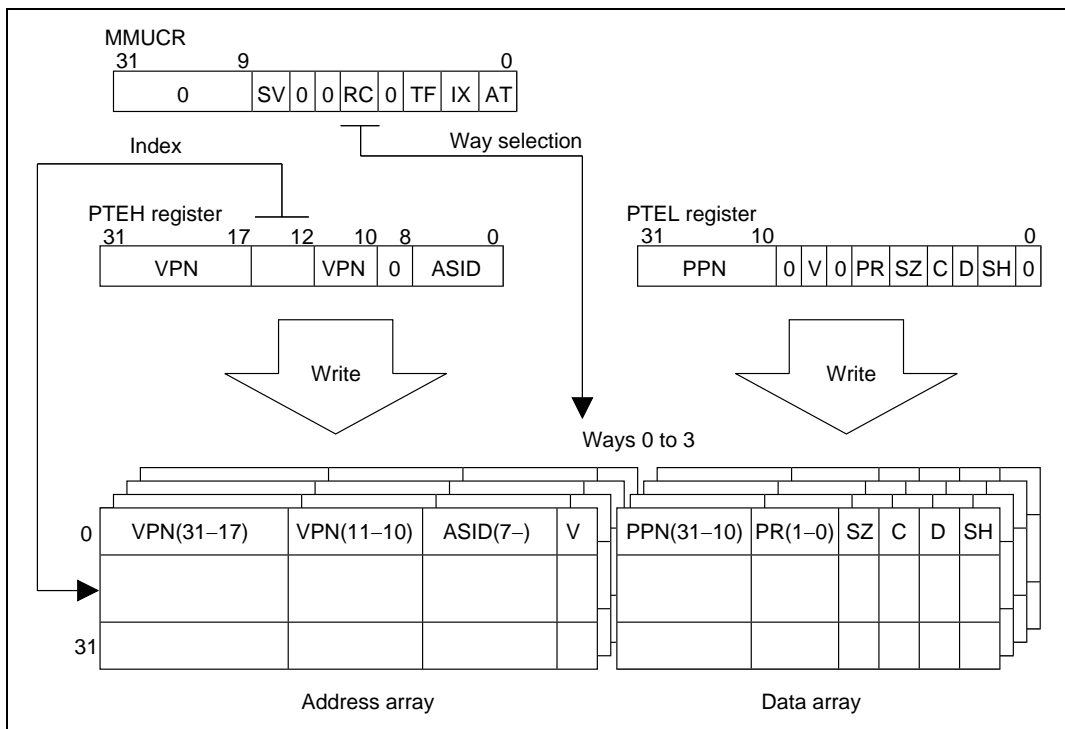 MMUCR
31 9 0
0 SV 0 0 RC 0 TF IX AT
Index
Way selection
PTEH register
31 17 12 10 8 0
VPN VPN 0 ASID
PTEL register
31 10 0
PPN 0 V 0 PR SZ C D SH 0
Write
Write
Ways 0 to 3
0 VPN(31−17) VPN(11−10) ASID(7−) V
PPN(31−10) PR(1−0) SZ C D SH
31
Address array
Data array